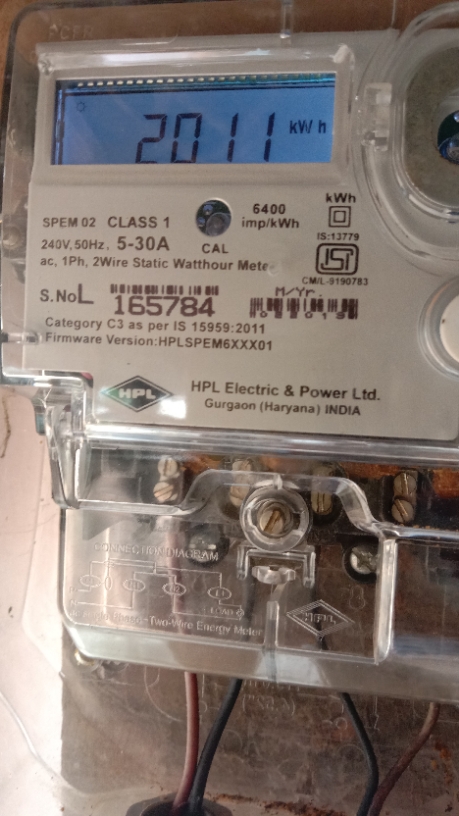 2011 kWh
SPEM 02 CLASS 1
6400
imp/kWh
kWh
240V, 50Hz, 5-30A
CAL
IS:13779
ac, 1Ph, 2Wire Static Watthour Mete
ISI
CM/L-9190783
S.No L 165784
M/Yr.
Category C3 as per IS 15959:2011
Firmware Version:HPLSPEM6XXX01
HPL
HPL Electric & Power Ltd.
Gurgaon (Haryana) INDIA
CONNECTION DIAGRAM
LOAD
Two-Wire Energy Meter
HPL